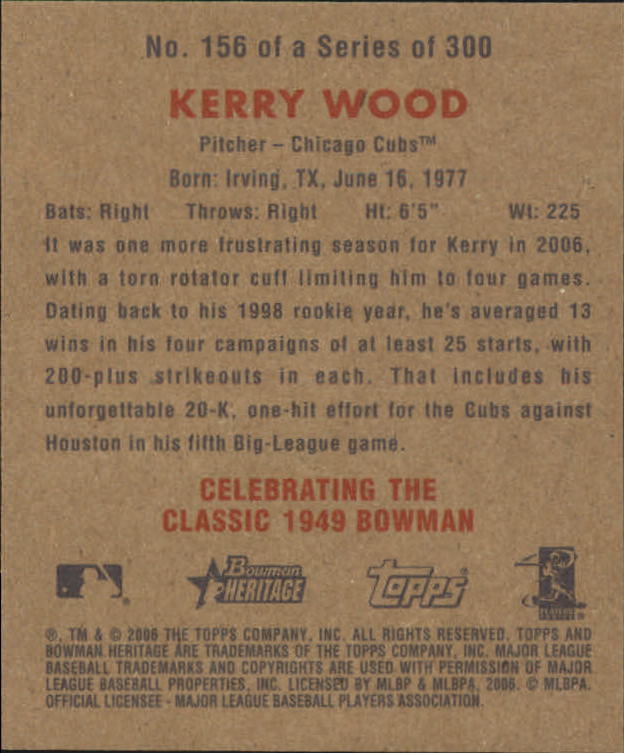 No. 156 of a Series of 300
KERRY WOOD
Pitcher – Chicago Cubs™
Born: Irving, TX, June 16, 1977
Bats: Right Throws: Right Ht: 6'5" Wt: 225
It was one more frustrating season for Kerry in 2006,
with a torn rotator cuff limiting him to four games.
Dating back to his 1998 rookie year, he's averaged 13
wins in his four campaigns of at least 25 starts, with
200-plus strikeouts in each. That includes his
unforgettable 20-K, one-hit effort for the Cubs against
Houston in his fifth Big-League game.
CELEBRATING THE
CLASSIC 1949 BOWMAN
Bowman
HERITAGE
Topps®
PLAYERS
CHOICE
®, TM & © 2006 THE TOPPS COMPANY, INC. ALL RIGHTS RESERVED. TOPPS AND
BOWMAN HERITAGE ARE TRADEMARKS OF THE TOPPS COMPANY, INC. MAJOR LEAGUE
BASEBALL TRADEMARKS AND COPYRIGHTS ARE USED WITH PERMISSION OF MAJOR
LEAGUE BASEBALL PROPERTIES, INC. LICENSED BY MLBP & MLBPA, 2006. © MLBPA.
OFFICIAL LICENSEE - MAJOR LEAGUE BASEBALL PLAYERS ASSOCIATION.